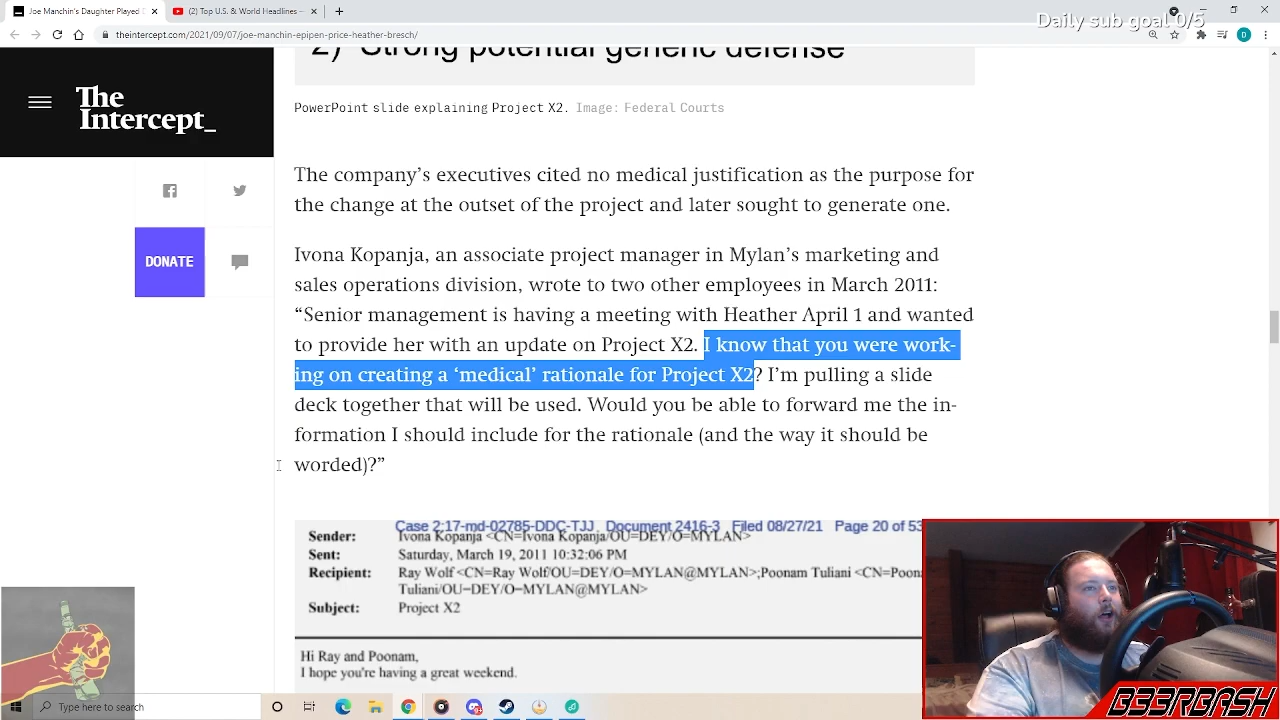 Joe Manchin's Daughter Played
(2) Top U.S. & World Headlines –
Daily sub goal 0/5
theintercept.com/2021/09/07/joe-manchin-epipen-price-heather-bresch/
D
2) Strong potential generic defense
The
Intercept_
PowerPoint slide explaining Project X2. Image: Federal Courts
The company’s executives cited no medical justification as the purpose for
the change at the outset of the project and later sought to generate one.
DONATE
Ivona Kopanja, an associate project manager in Mylan’s marketing and
sales operations division, wrote to two other employees in March 2011:
“Senior management is having a meeting with Heather April 1 and wanted
to provide her with an update on Project X2. I know that you were work-
ing on creating a ‘medical’ rationale for Project X2? I’m pulling a slide
deck together that will be used. Would you be able to forward me the in-
formation I should include for the rationale (and the way it should be
worded)?”
Case 2:17-md-02785-DDC-TJJ Document 2416-3 Filed 08/27/21 Page 20 of 53
Sender: Ivona Kopanja <CN=Ivona Kopanja/OU=DEY/O=MYLAN>
Sent: Saturday, March 19, 2011 10:32:06 PM
Recipient: Ray Wolf <CN=Ray Wolf/OU=DEY/O=MYLAN@MYLAN>;Poonam Tuliani <CN=Poon
Tuliani/OU=DEY/O=MYLAN@MYLAN>
Subject: Project X2
Hi Ray and Poonam,
I hope you're having a great weekend.
Type here to search
B33RBASH